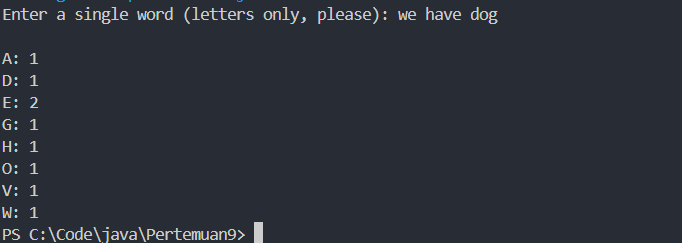 Enter a single word (letters only, please): we have dog
A: 1
D: 1
E: 2
G: 1
H: 1
O: 1
V: 1
W: 1
PS C:\Code\java\Pertemuan9>